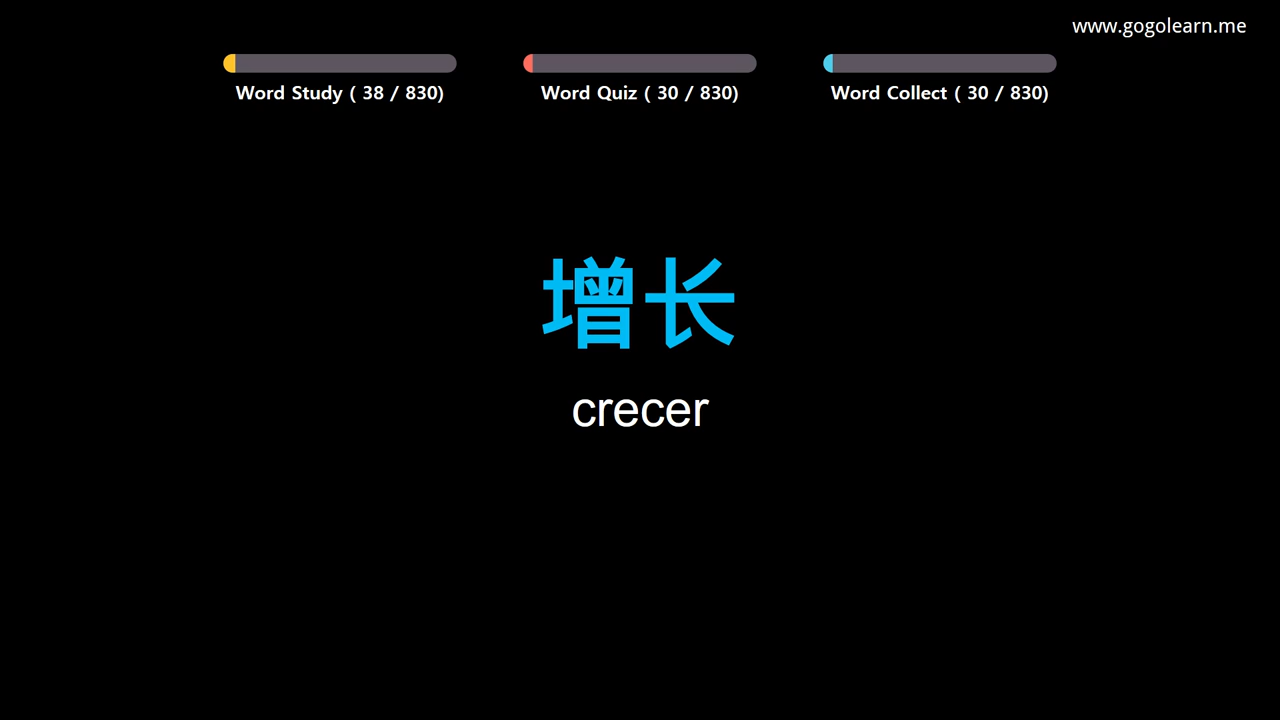 www.gogolearn.me
Word Study ( 38 / 830)
Word Quiz ( 30 / 830)
Word Collect ( 30 / 830)
增长
crecer